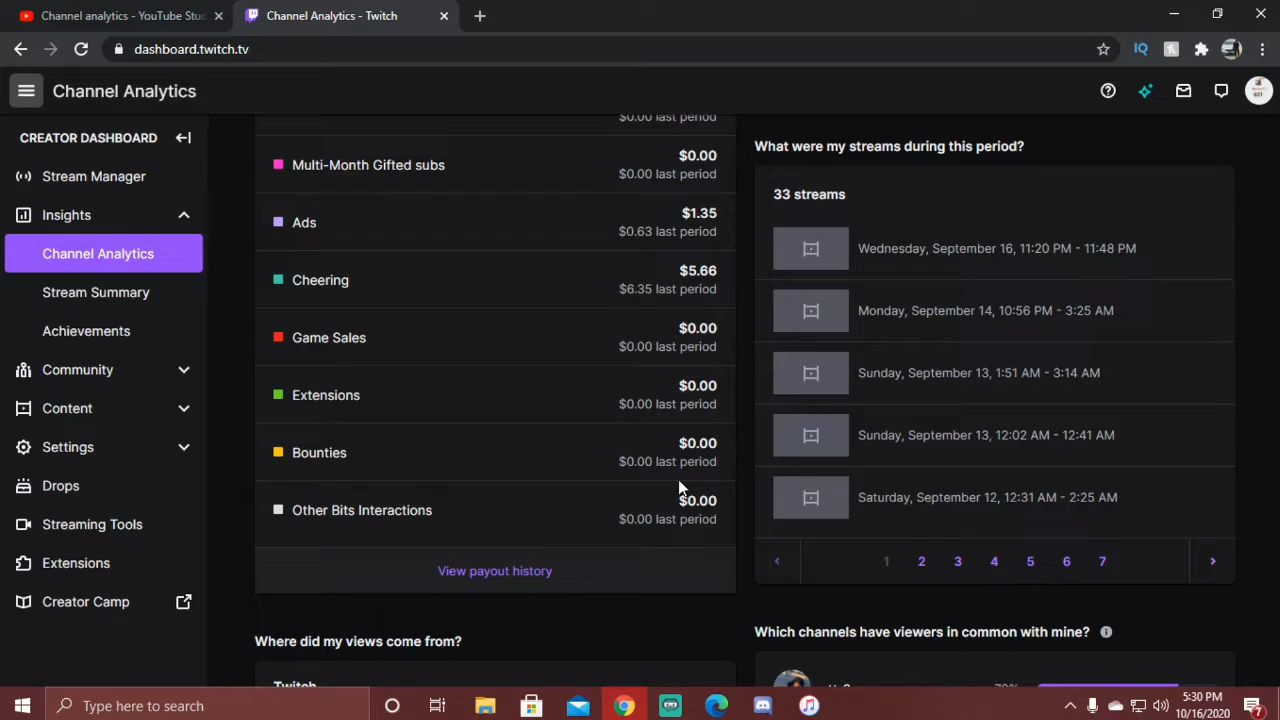 Channel analytics - YouTube Stu
Channel Analytics - Twitch
dashboard.twitch.tv
IQ
Channel Analytics
CREATOR DASHBOARD
Stream Manager
Insights
Channel Analytics
Stream Summary
Achievements
Community
Content
Settings
Drops
Streaming Tools
Extensions
Creator Camp
$0.00 last period
Multi-Month Gifted subs
$0.00
$0.00 last period
Ads
$1.35
$0.63 last period
Cheering
$5.66
$6.35 last period
Game Sales
$0.00
$0.00 last period
Extensions
$0.00
$0.00 last period
Bounties
$0.00
$0.00 last period
Other Bits Interactions
$0.00
$0.00 last period
View payout history
Where did my views come from?
Twitch
What were my streams during this period?
33 streams
Wednesday, September 16, 11:20 PM - 11:48 PM
Monday, September 14, 10:56 PM - 3:25 AM
Sunday, September 13, 1:51 AM - 3:14 AM
Sunday, September 13, 12:02 AM - 12:41 AM
Saturday, September 12, 12:31 AM - 2:25 AM
1 2 3 4 5 6 7
Which channels have viewers in common with mine?
Type here to search
5:30 PM
10/16/2020
7